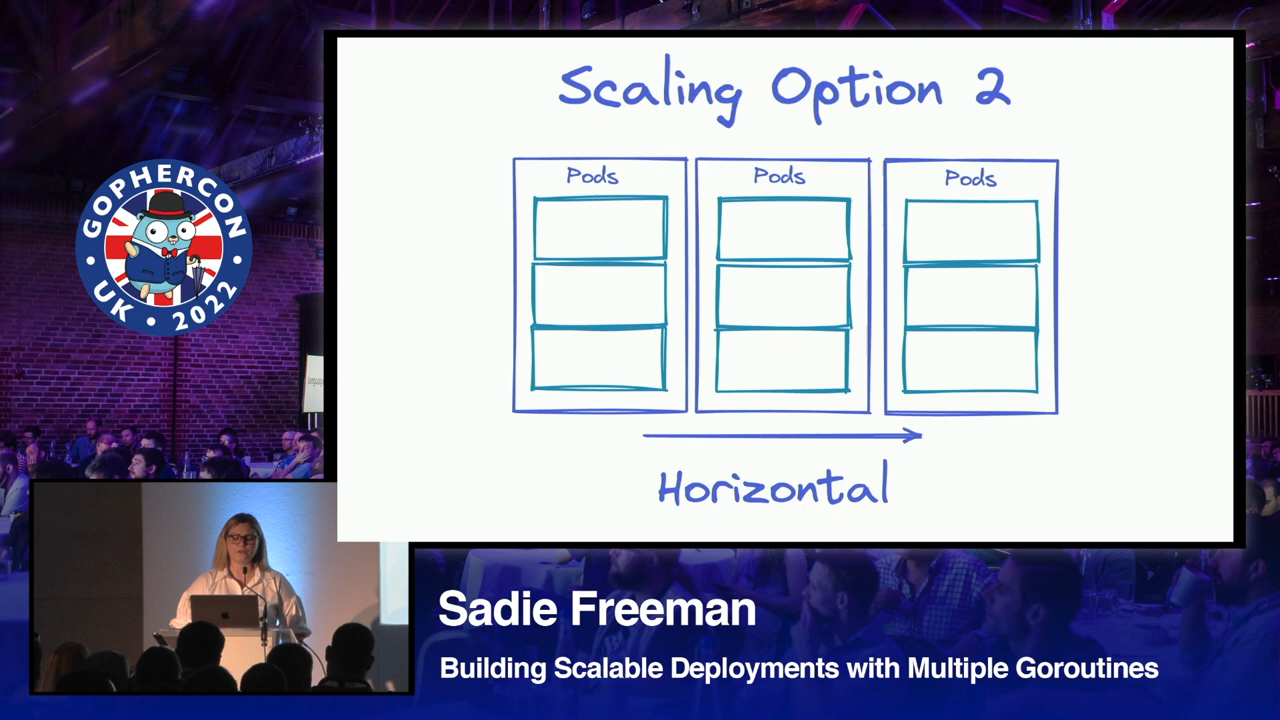 Scaling Option 2
Pods
Pods
Pods
Horizontal
GOPHERCON
UK • 2022
Sadie Freeman
Building Scalable Deployments with Multiple Goroutines